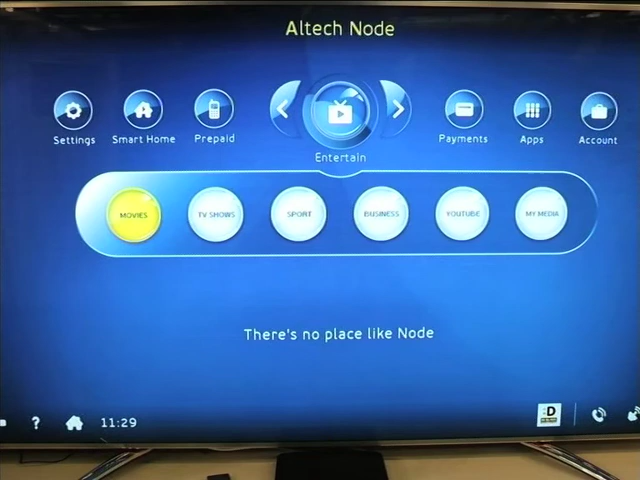 Altech Node
Settings
Smart Home
Prepaid
Entertain
Payments
Apps
Account
MOVIES
TV SHOWS
SPORT
BUSINESS
YOUTUBE
MY MEDIA
There's no place like Node
?
11:29
D